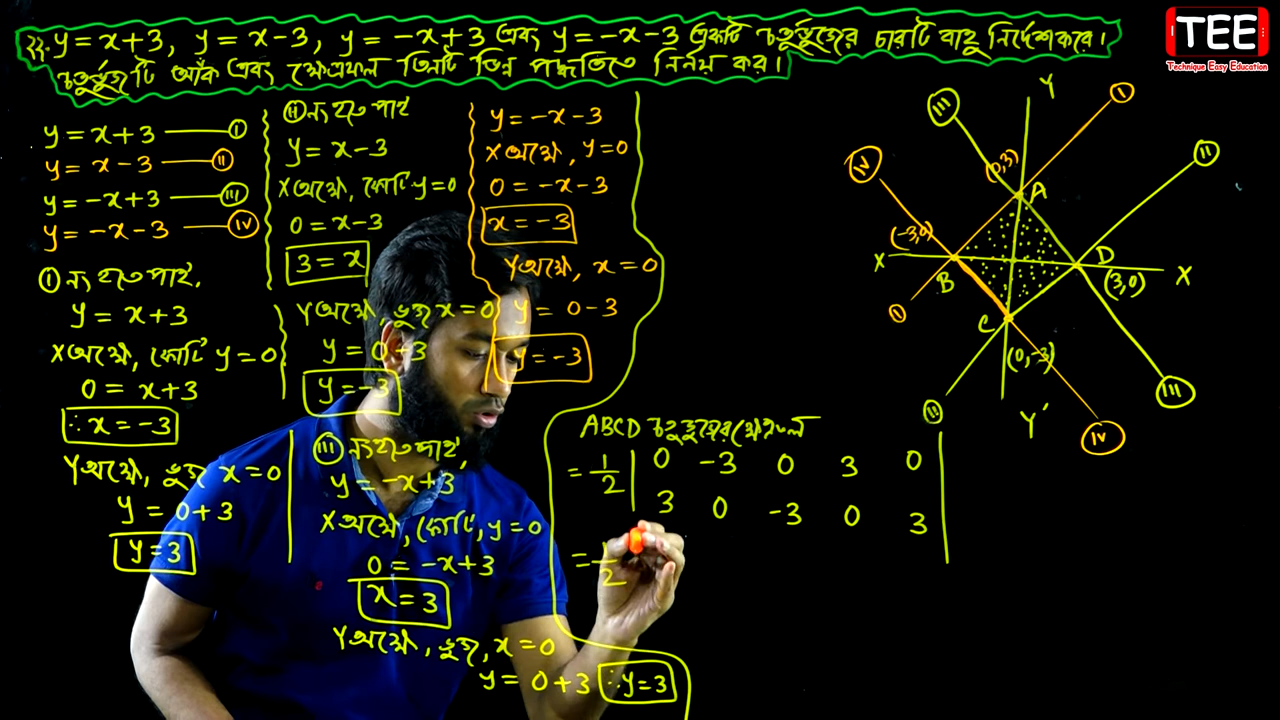 ২২. y = x+3, y = x-3, y = -x+3 এবং y = -x-3 একটি চতুর্ভুজের চারটি বাহু নির্দেশ করে।
চতুর্ভুজটি আঁক এবং ক্ষেত্রফল তিনটি ভিন্ন পদ্ধতিতে নির্ণয় কর।
TEE
Technique Easy Education
y = x+3 — i
y = x-3 — ii
y = -x+3 — iii
y = -x-3 — iv
i নং হতে পাই,
y = x+3
X অক্ষে, কোটি y = 0
0 = x+3
∴ x = -3
Y অক্ষে, ভুজ x = 0
y = 0+3
y = 3
ii নং হতে পাই
y = x-3
X অক্ষে, কোটি y = 0
0 = x-3
3 = x
Y অক্ষে, ভুজ x = 0
y = 0-3
y = -3
iii নং হতে পাই,
y = -x+3
X অক্ষে, কোটি, y = 0
0 = -x+3
x = 3
Y অক্ষে, ভুজ, x = 0
y = 0+3 ∴ y = 3
y = -x-3
X অক্ষে, y = 0
0 = -x-3
x = -3
Y অক্ষে, x = 0
y = 0-3
y = -3
ABCD চতুর্ভুজের ক্ষেত্রফল
= 1/2 | 0 -3 0 3 0 |
3 0 -3 0 3
= 1/2
iii Y i
iv (0,3) A ii
(-3,0)
X B D X
(3,0)
i C
(0,-3)
ii Y' iii
iv